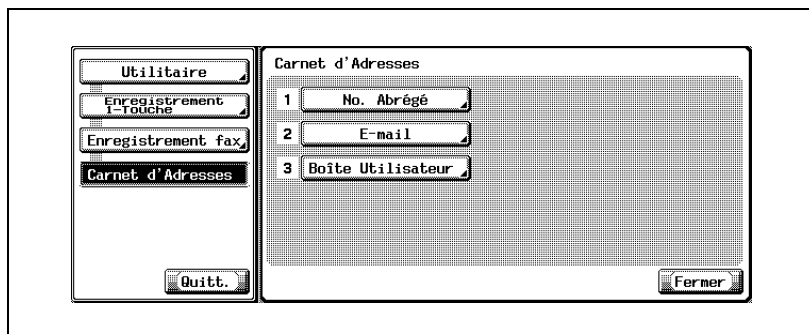 Utilitaire
Enregistrement
1-Touche
Enregistrement fax
Carnet d'Adresses
Quitt.
Carnet d'Adresses
1 No. Abrégé
2 E-mail
3 Boîte Utilisateur
Fermer